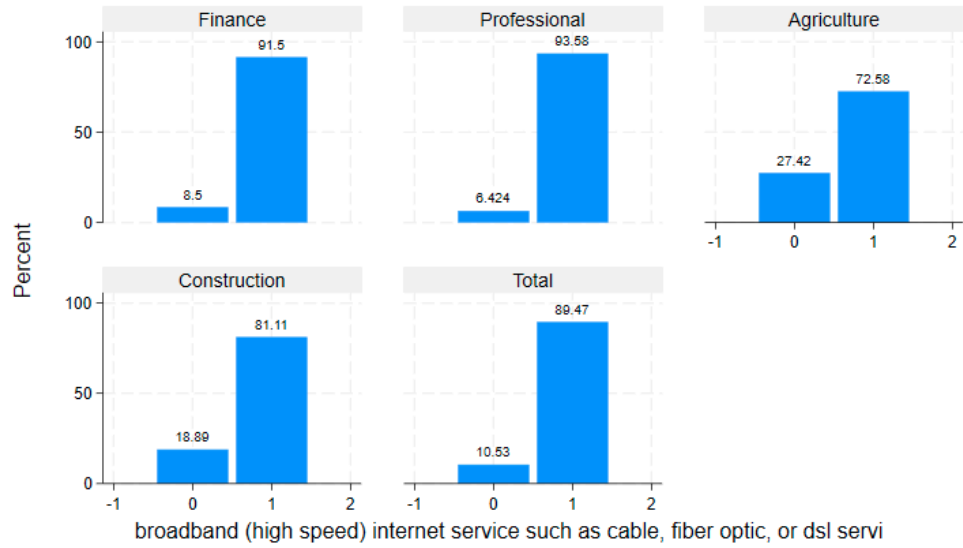 Finance
Professional
Agriculture
100
91.5
93.58
72.58
50
27.42
8.5
6.424
0
-1 0 1 2
Percent
Construction
Total
100
81.11
89.47
50
18.89
10.53
0
-1 0 1 2
-1 0 1 2
broadband (high speed) internet service such as cable, fiber optic, or dsl servi